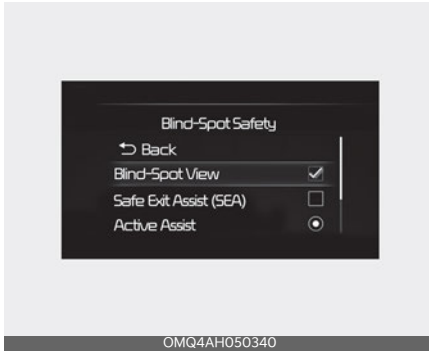 Blind-Spot Safety
Back
Blind-Spot View
Safe Exit Assist (SEA)
Active Assist
OMQ4AH050340